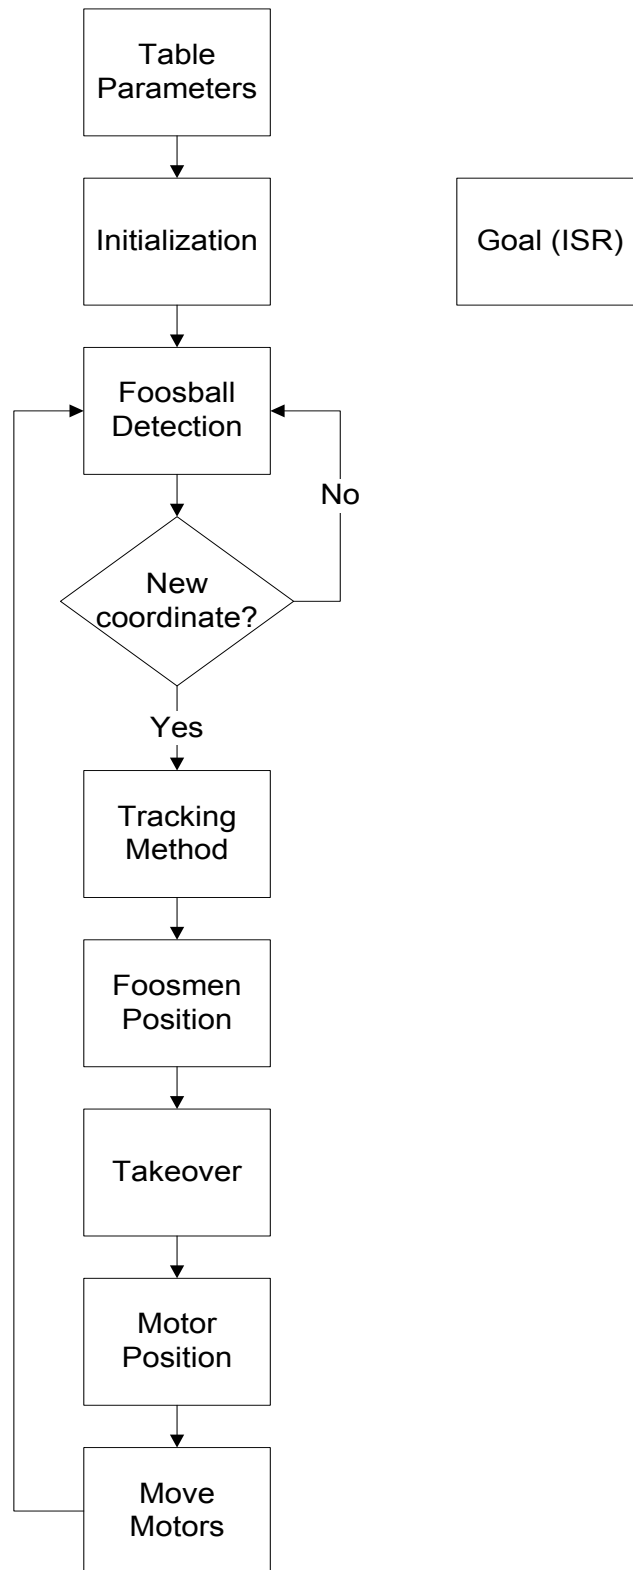 Table
Parameters
Initialization
Goal (ISR)
Foosball
Detection
No
New
coordinate?
Yes
Tracking
Method
Foosmen
Position
Takeover
Motor
Position
Move
Motors